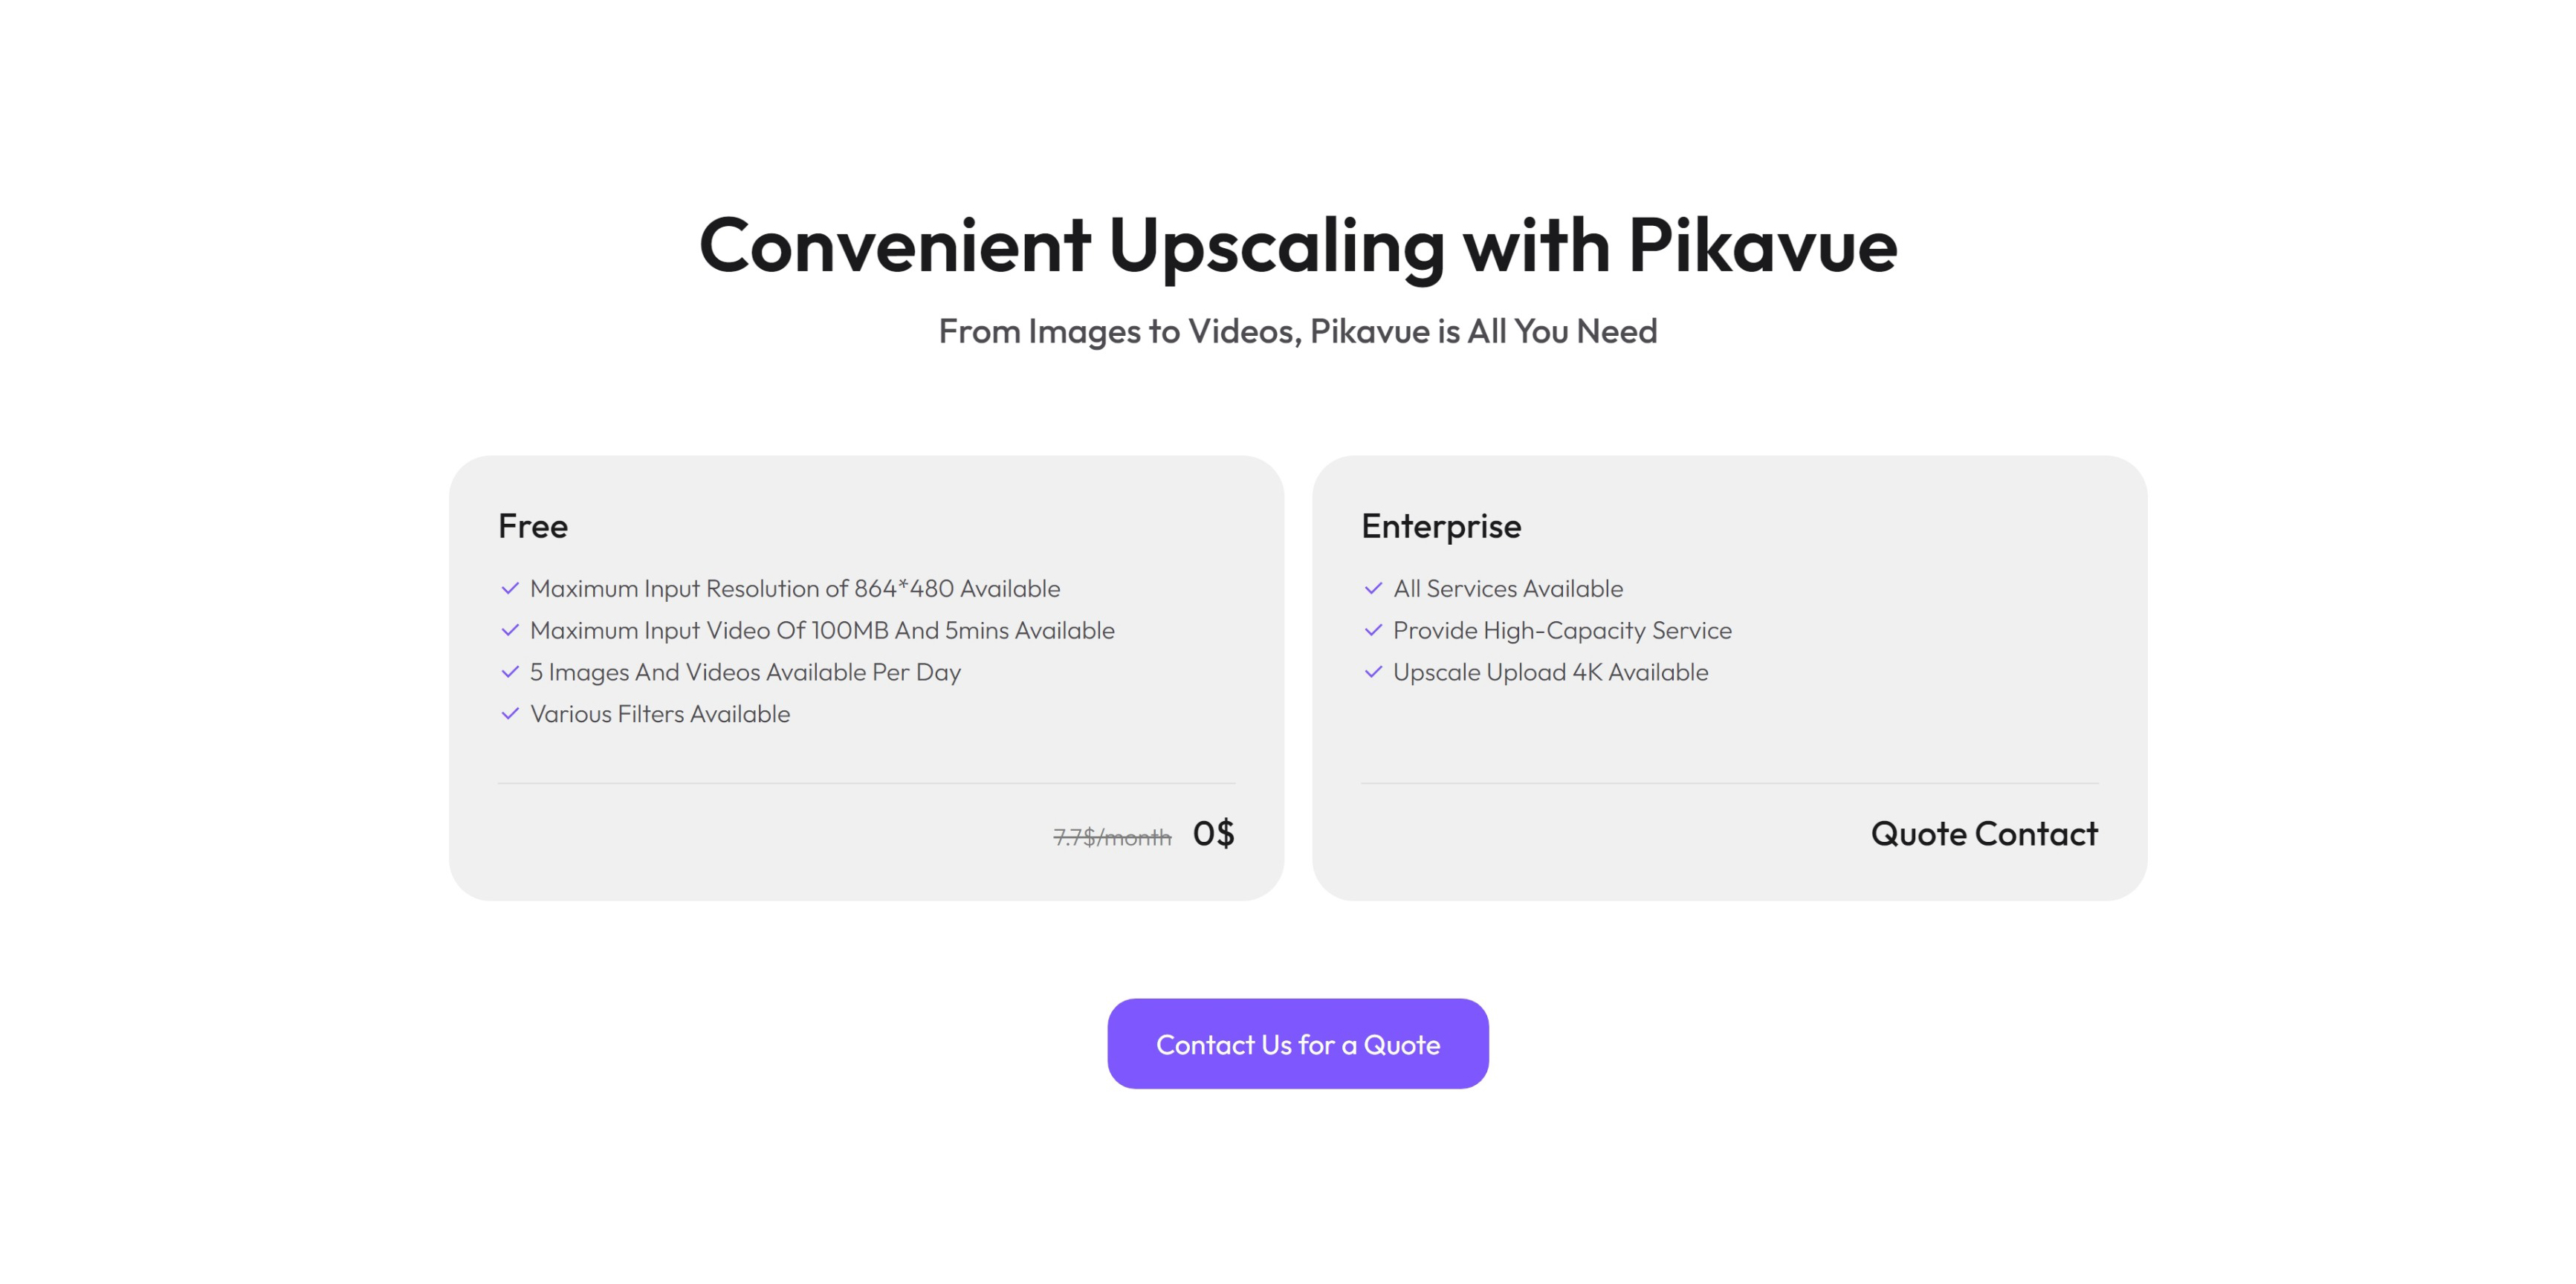 Convenient Upscaling with Pikavue
From Images to Videos, Pikavue is All You Need
Free
Maximum Input Resolution of 864*480 Available
Maximum Input Video Of 100MB And 5mins Available
5 Images And Videos Available Per Day
Various Filters Available
7.7$/month 0$
Enterprise
All Services Available
Provide High-Capacity Service
Upscale Upload 4K Available
Quote Contact
Contact Us for a Quote